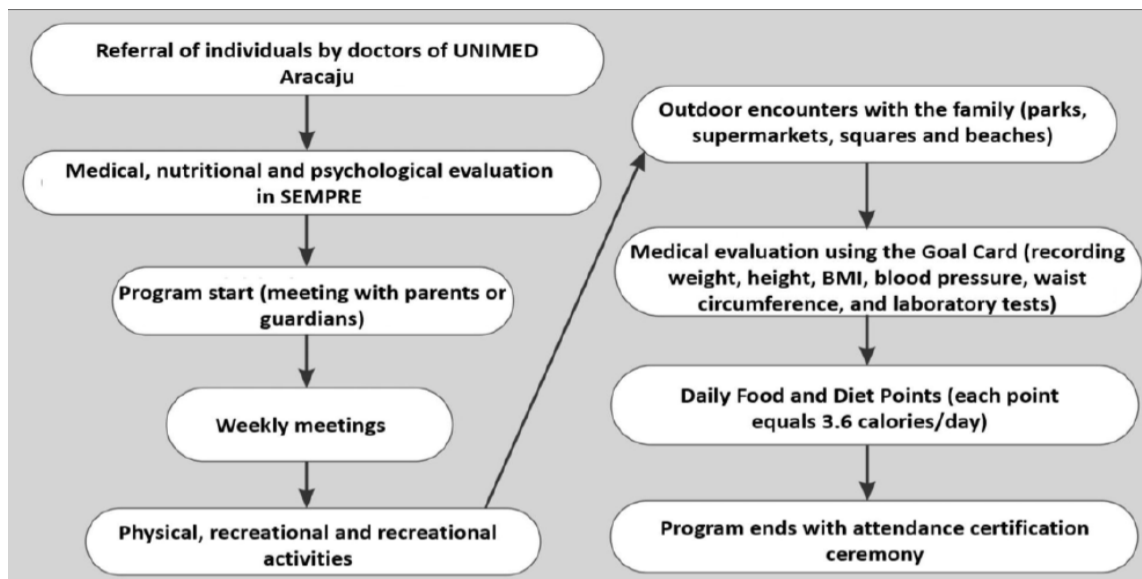 Referral of individuals by doctors of UNIMED
Aracaju
Medical, nutritional and psychological evaluation
in SEMPRE
Program start (meeting with parents or
guardians)
Weekly meetings
Physical, recreational and recreational
activities
Outdoor encounters with the family (parks,
supermarkets, squares and beaches)
Medical evaluation using the Goal Card (recording
weight, height, BMI, blood pressure, waist
circumference, and laboratory tests)
Daily Food and Diet Points (each point
equals 3.6 calories/day)
Program ends with attendance certification
ceremony